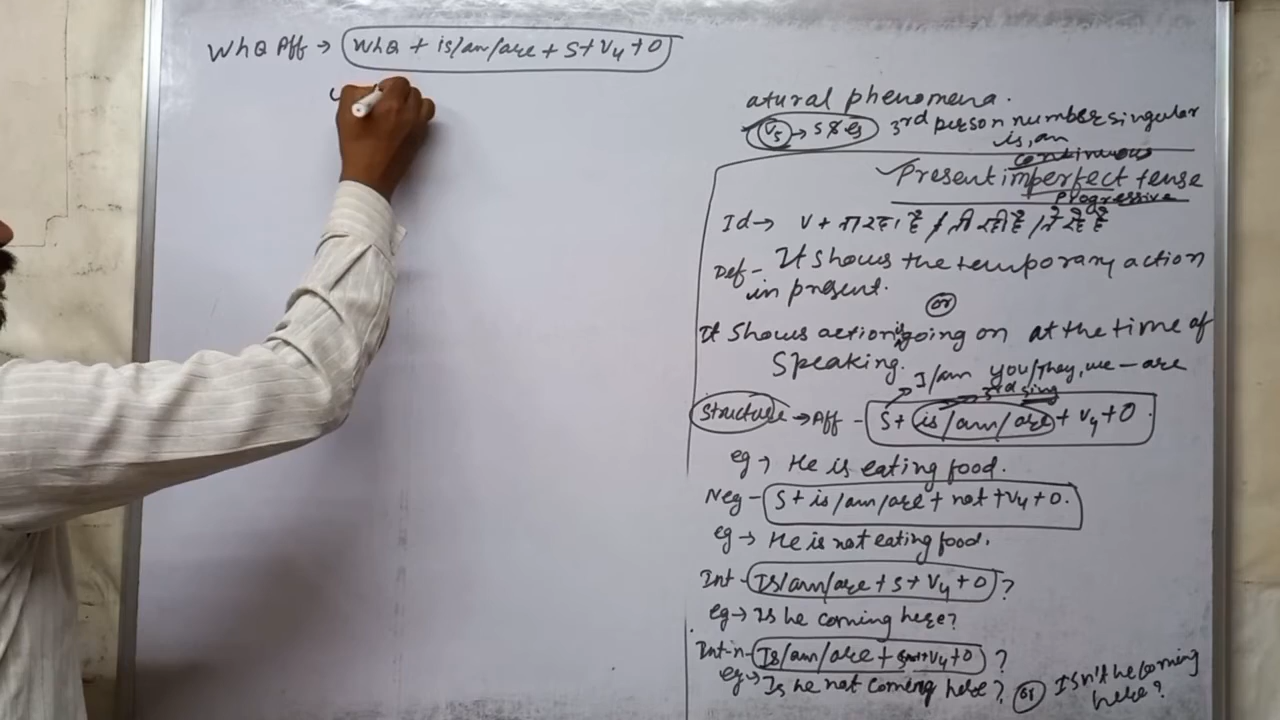 WhQ Aff → WhQ + is/am/are + S + V4 + O
atural phenomena.
V5 → s & es 3rd person number singular
is, am
continuous
Present imperfect tense
Progressive
Id → V + ता रहा है / ती रही है / ते रहे हैं
Def - It shows the temporary action
in present.
or
It shows action is going on at the time of
Speaking.
I/am you/They, we - are
3rd sing
Structure → Aff - S + is/am/are + V4 + O.
eg → He is eating food.
Neg - S + is/am/are + not + V4 + O.
eg → He is not eating food.
Int - Is/am/are + S + V4 + O ?
eg → Is he coming here?
Int-n - Is/am/are + S not + V4 + O ?
eg → Is he not coming here? or Isn't he coming
here?